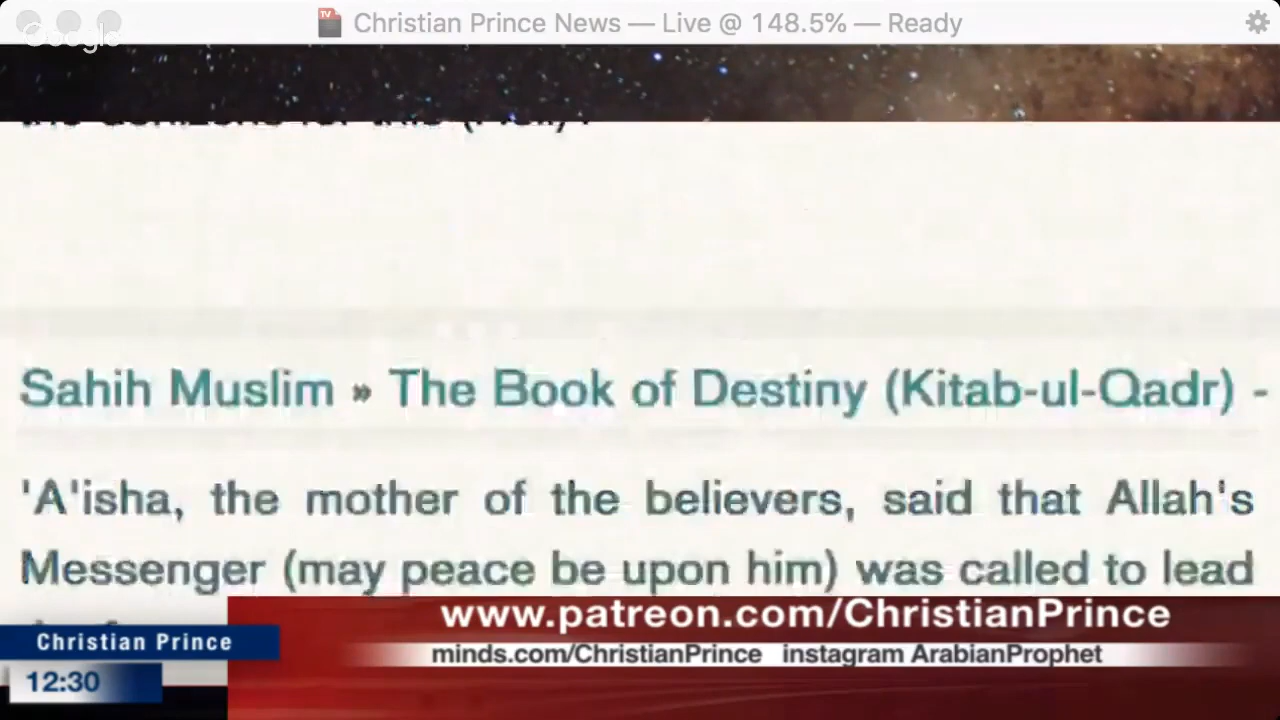 Christian Prince News — Live @ 148.5% — Ready
Google
Sahih Muslim » The Book of Destiny (Kitab-ul-Qadr) -
'A'isha, the mother of the believers, said that Allah's
Messenger (may peace be upon him) was called to lead
www.patreon.com/ChristianPrince
Christian Prince
minds.com/ChristianPrince instagram ArabianProphet
12:30